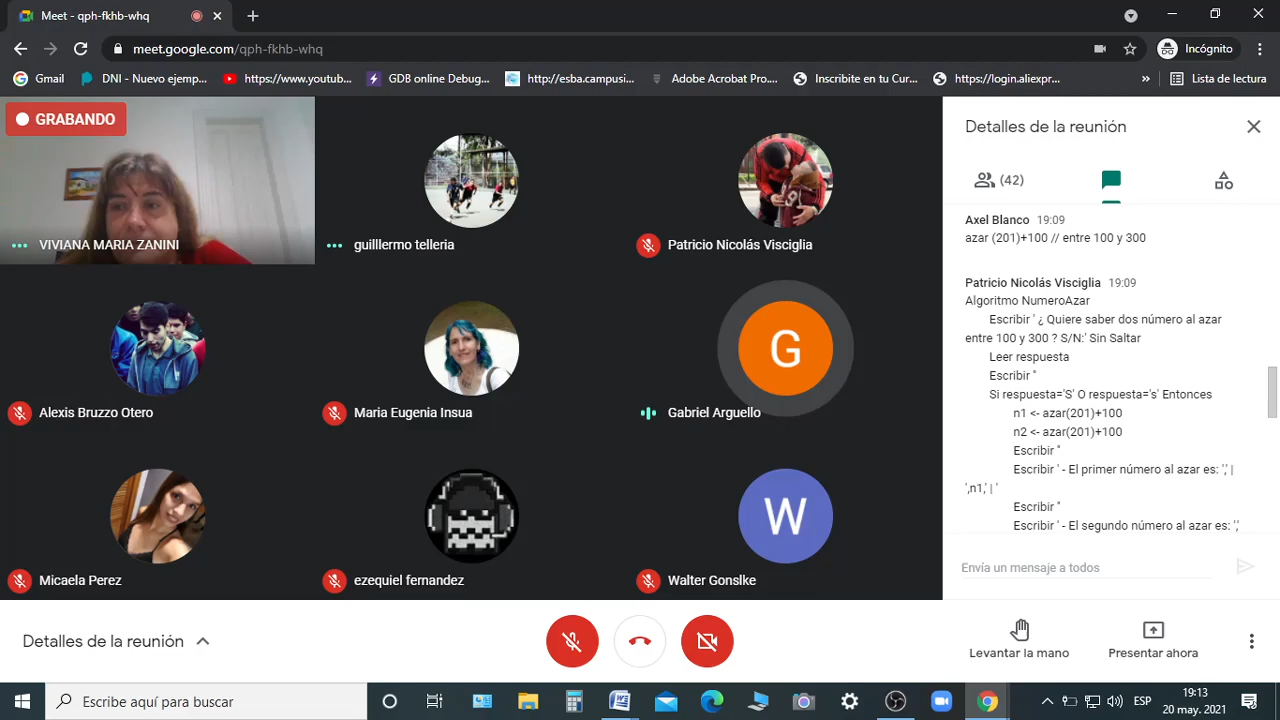 Meet - qph-fkhb-whq
meet.google.com/qph-fkhb-whq
Incógnito
Gmail
DNI - Nuevo ejemp...
https://www.youtub...
GDB online Debug...
http://esba.campusi...
Adobe Acrobat Pro...
Inscribite en tu Cur...
https://login.aliexpr...
»
Lista de lectura
GRABANDO
VIVIANA MARIA ZANINI
guilllermo telleria
Patricio Nicolás Visciglia
9
Alexis Bruzzo Otero
Maria Eugenia Insua
G
Gabriel Arguello
Micaela Perez
ezequiel fernandez
W
Walter Gonslke
Detalles de la reunión
(42)
Axel Blanco 19:09
azar (201)+100 // entre 100 y 300
Patricio Nicolás Visciglia 19:09
Algoritmo NumeroAzar
Escribir ' ¿ Quiere saber dos número al azar
entre 100 y 300 ? S/N:' Sin Saltar
Leer respuesta
Escribir ''
Si respuesta='S' O respuesta='s' Entonces
n1 <- azar(201)+100
n2 <- azar(201)+100
Escribir ''
Escribir ' - El primer número al azar es: ',' |
',n1,' | '
Escribir ''
Escribir ' - El segundo número al azar es: ','
Envía un mensaje a todos
Detalles de la reunión
Levantar la mano
Presentar ahora
Escribe aquí para buscar
ESP
19:13
20 may. 2021